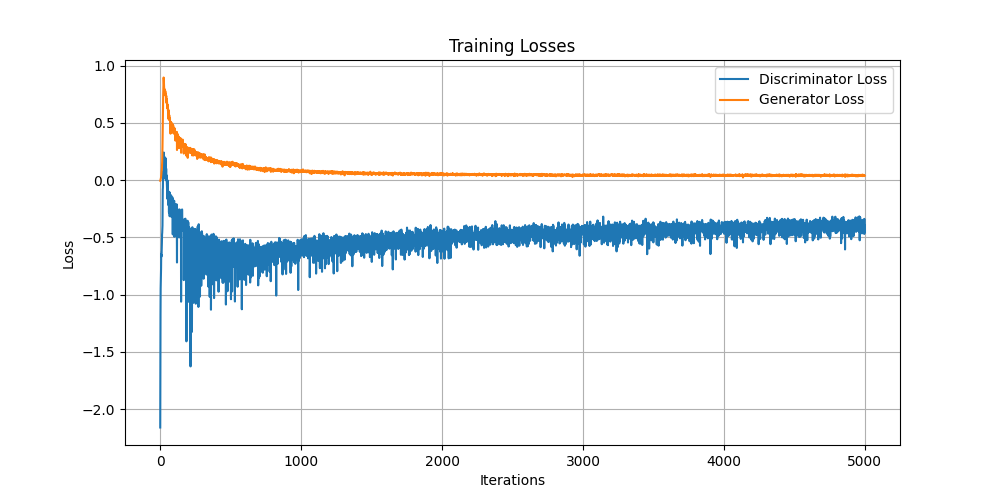 Training Losses
Discriminator Loss
Generator Loss
1.0
0.5
0.0
−0.5
−1.0
−1.5
−2.0
Loss
0
1000
2000
3000
4000
5000
Iterations